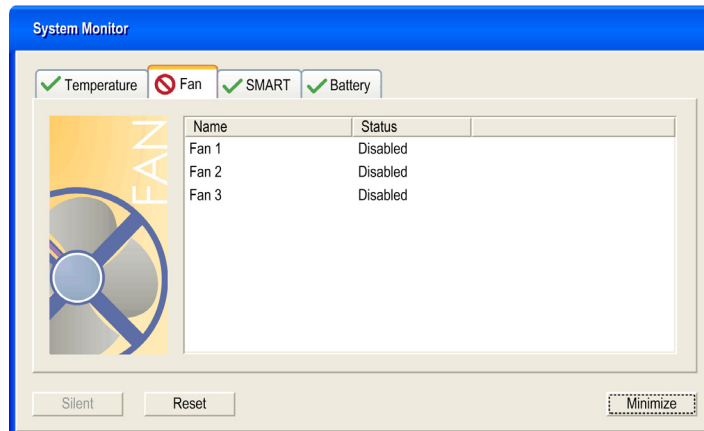 System Monitor
Temperature Fan SMART Battery
FAN
Name Status
Fan 1 Disabled
Fan 2 Disabled
Fan 3 Disabled
Silent Reset Minimize